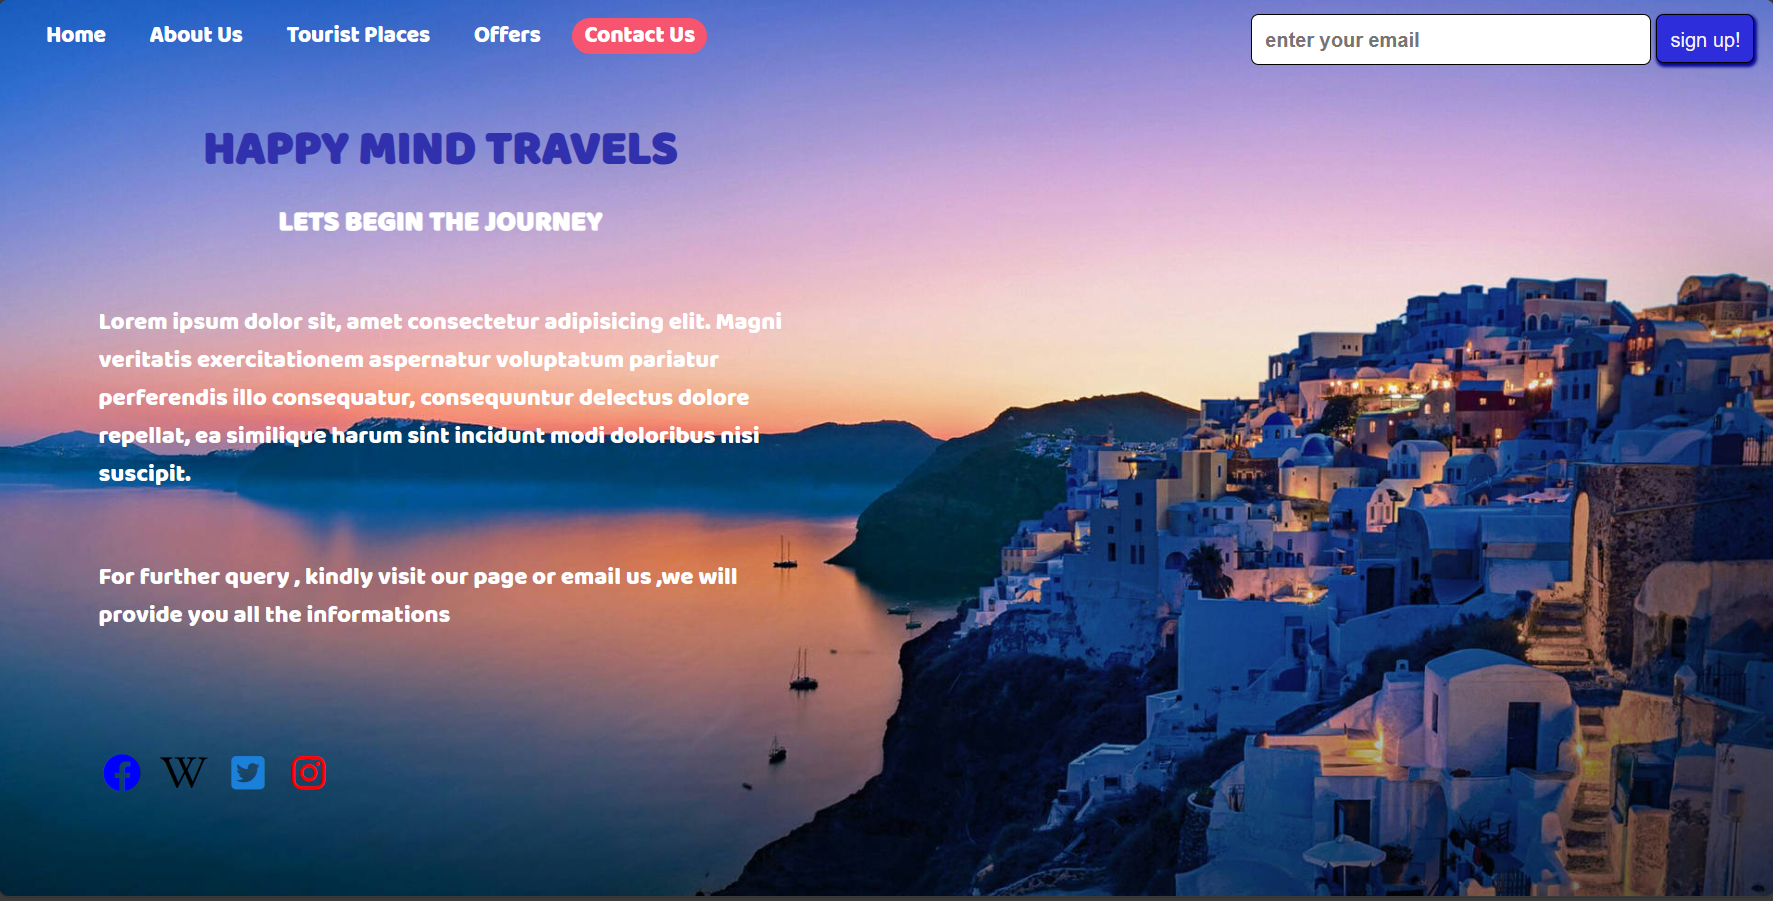 Home About Us Tourist Places Offers Contact Us enter your email sign up!
HAPPY MIND TRAVELS
LETS BEGIN THE JOURNEY
Lorem ipsum dolor sit, amet consectetur adipisicing elit. Magni
veritatis exercitationem aspernatur voluptatum pariatur
perferendis illo consequatur, consequuntur delectus dolore
repellat, ea similique harum sint incidunt modi doloribus nisi
suscipit.
For further query , kindly visit our page or email us ,we will
provide you all the informations
W